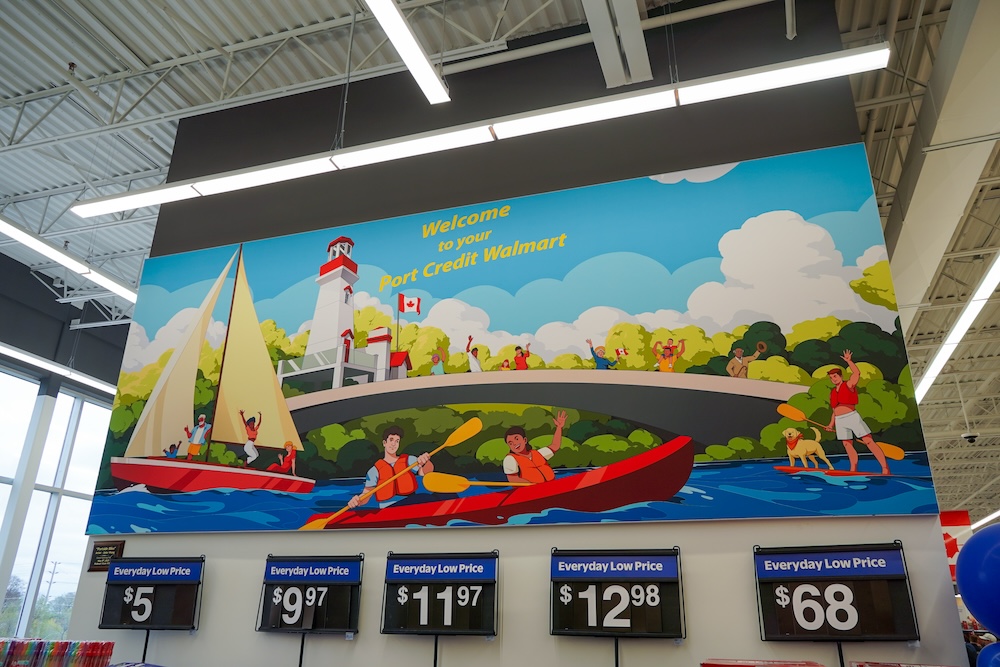 Welcome
to your
Port Credit Walmart
Everyday Low Price
$5
Everyday Low Price
$9.97
Everyday Low Price
$11.97
Everyday Low Price
$12.98
Everyday Low Price
$68